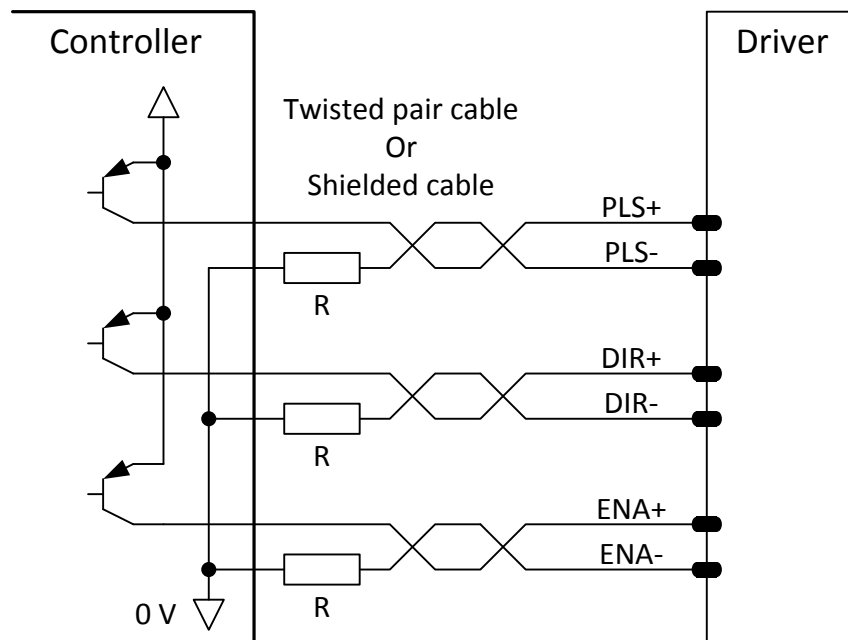 Controller
Driver
Twisted pair cable
Or
Shielded cable
PLS+
PLS-
R
DIR+
DIR-
R
ENA+
ENA-
R
0 V